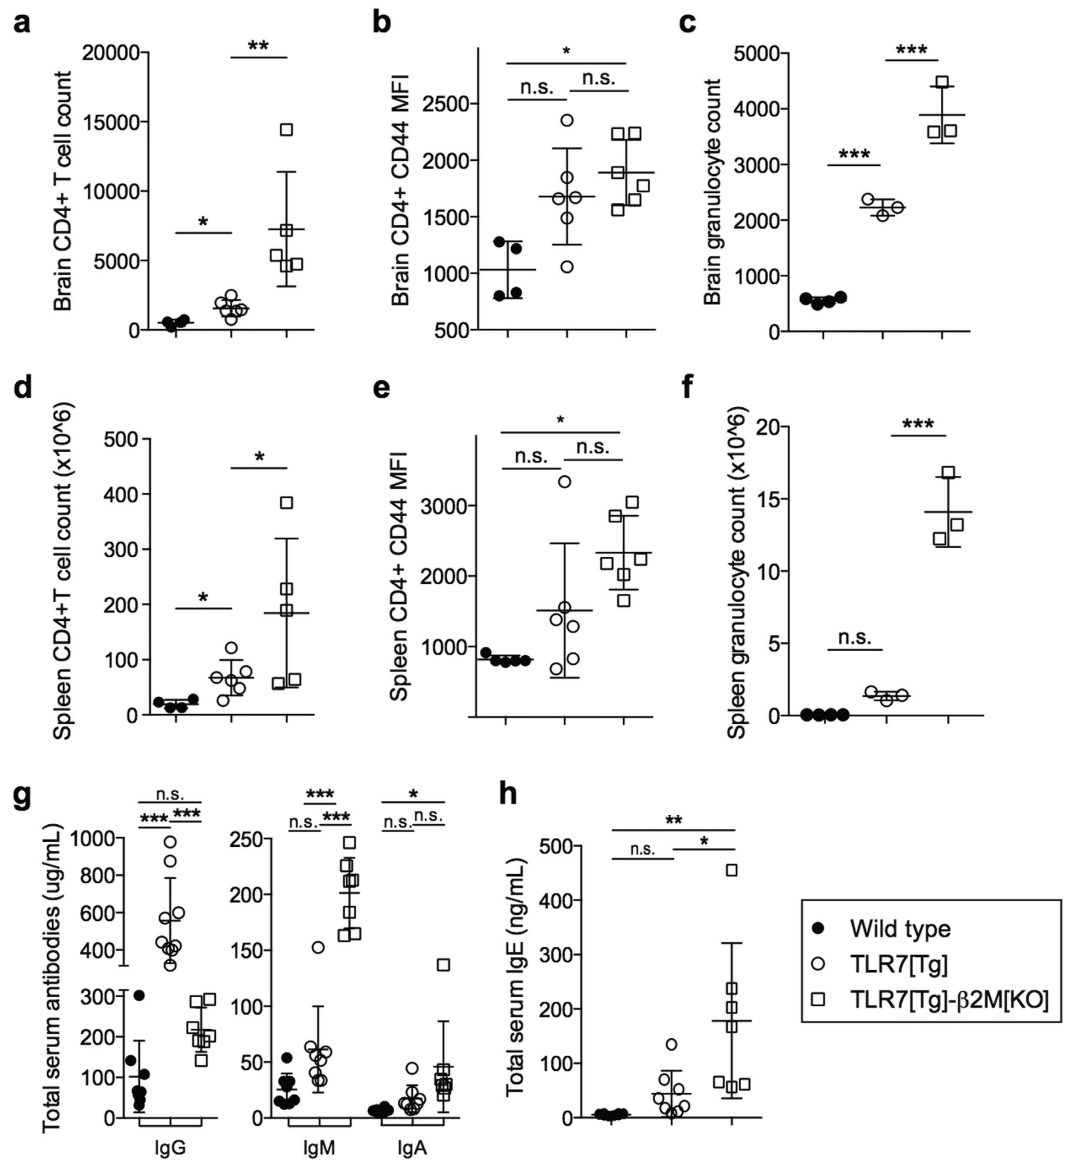 a
Brain CD4+ T cell count
20000
15000
10000
5000
0
*
**
b
Brain CD4+ CD44 MFI
2500
2000
1500
1000
500
*
n.s.
n.s.
c
Brain granulocyte count
5000
4000
3000
2000
1000
0
***
***
d
Spleen CD4+T cell count (x10^6)
500
400
300
200
100
0
*
*
e
Spleen CD4+ CD44 MFI
3000
2000
1000
*
n.s.
n.s.
f
Spleen granulocyte count (x10^6)
20
15
10
5
0
n.s.
***
g
Total serum antibodies (ug/mL)
1000
800
600
400
300
200
100
0
n.s.
***
***
IgG
250
200
150
100
50
0
***
n.s.
***
IgM
*
n.s.
n.s.
IgA
h
Total serum IgE (ng/mL)
500
400
300
200
100
0
**
n.s.
*
Wild type
TLR7[Tg]
TLR7[Tg]-β2M[KO]